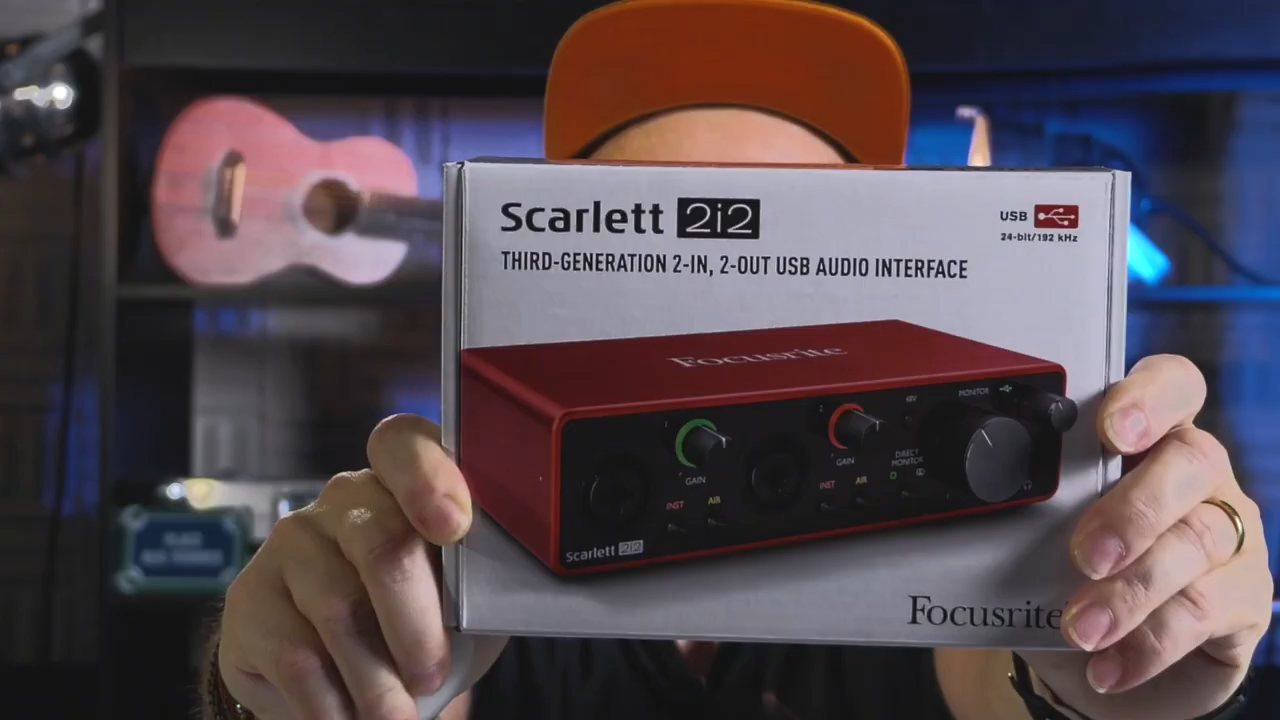 Scarlett 2i2
USB
24-bit/192 kHz
THIRD-GENERATION 2-IN, 2-OUT USB AUDIO INTERFACE
Focusrite
2
48V
MONITOR
GAIN
GAIN
DIRECT
MONITOR
INST
AIR
INST
AIR
Scarlett 2i2
Focusrite